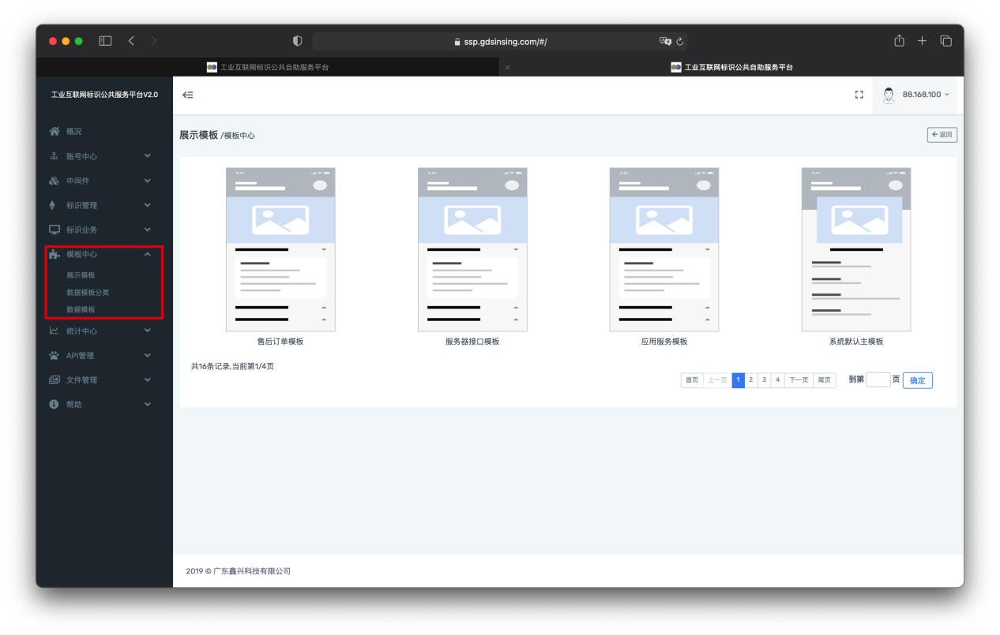 ssp.gdsinsing.com/#/
工业互联网标识公共自助服务平台
工业互联网标识公共自助服务平台
工业互联网标识公共服务平台V2.0
88.168.100
概况
账号中心
中间件
标识管理
标识业务
模板中心
展示模板
数据模板分类
数据模板
统计中心
API管理
文件管理
帮助
展示模板 /模板中心
返回
9:41
9:41
9:41
9:41
售后订单模板
服务器接口模板
应用服务模板
系统默认主模板
共16条记录,当前第1/4页
首页 上一页 1 2 3 4 下一页 尾页 到第 页 确定
2019 © 广东鑫兴科技有限公司